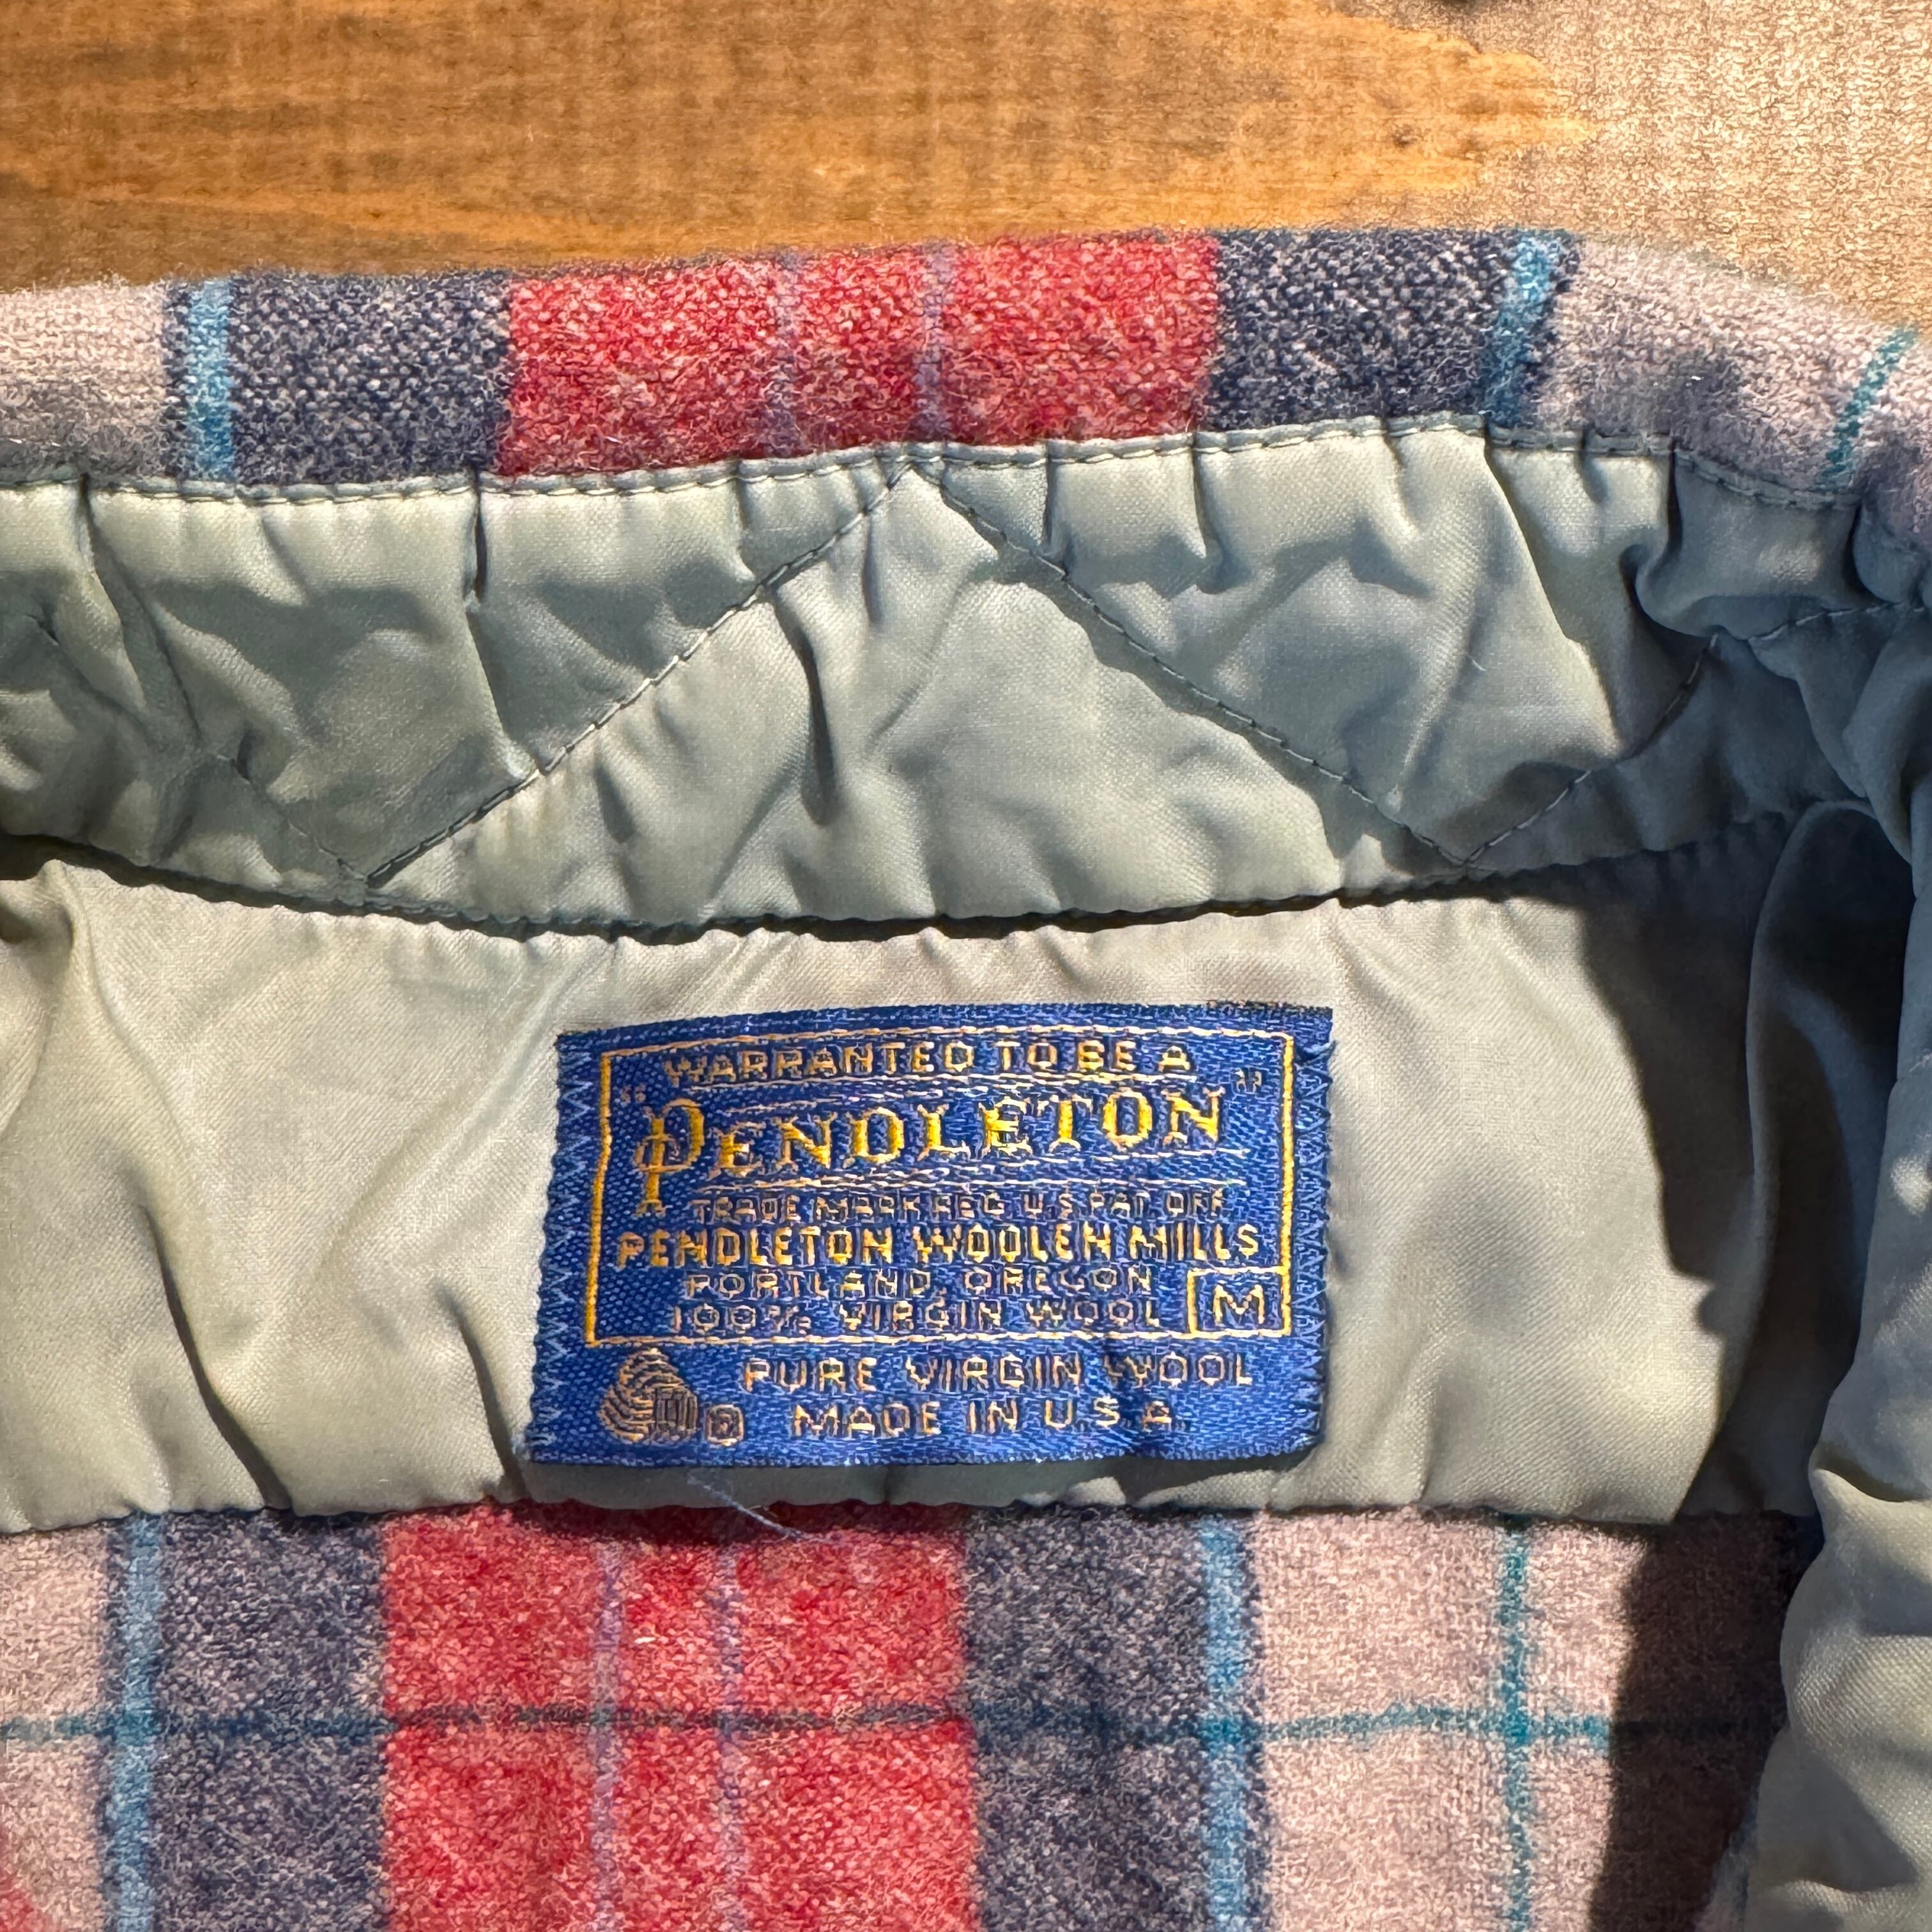 WARRANTED TO BE A
"PENDLETON"
TRADE MARK REG. U.S. PAT. OFF.
PENDLETON WOOLEN MILLS
PORTLAND, OREGON
100% VIRGIN WOOL M
PURE VIRGIN WOOL
MADE IN U.S.A.